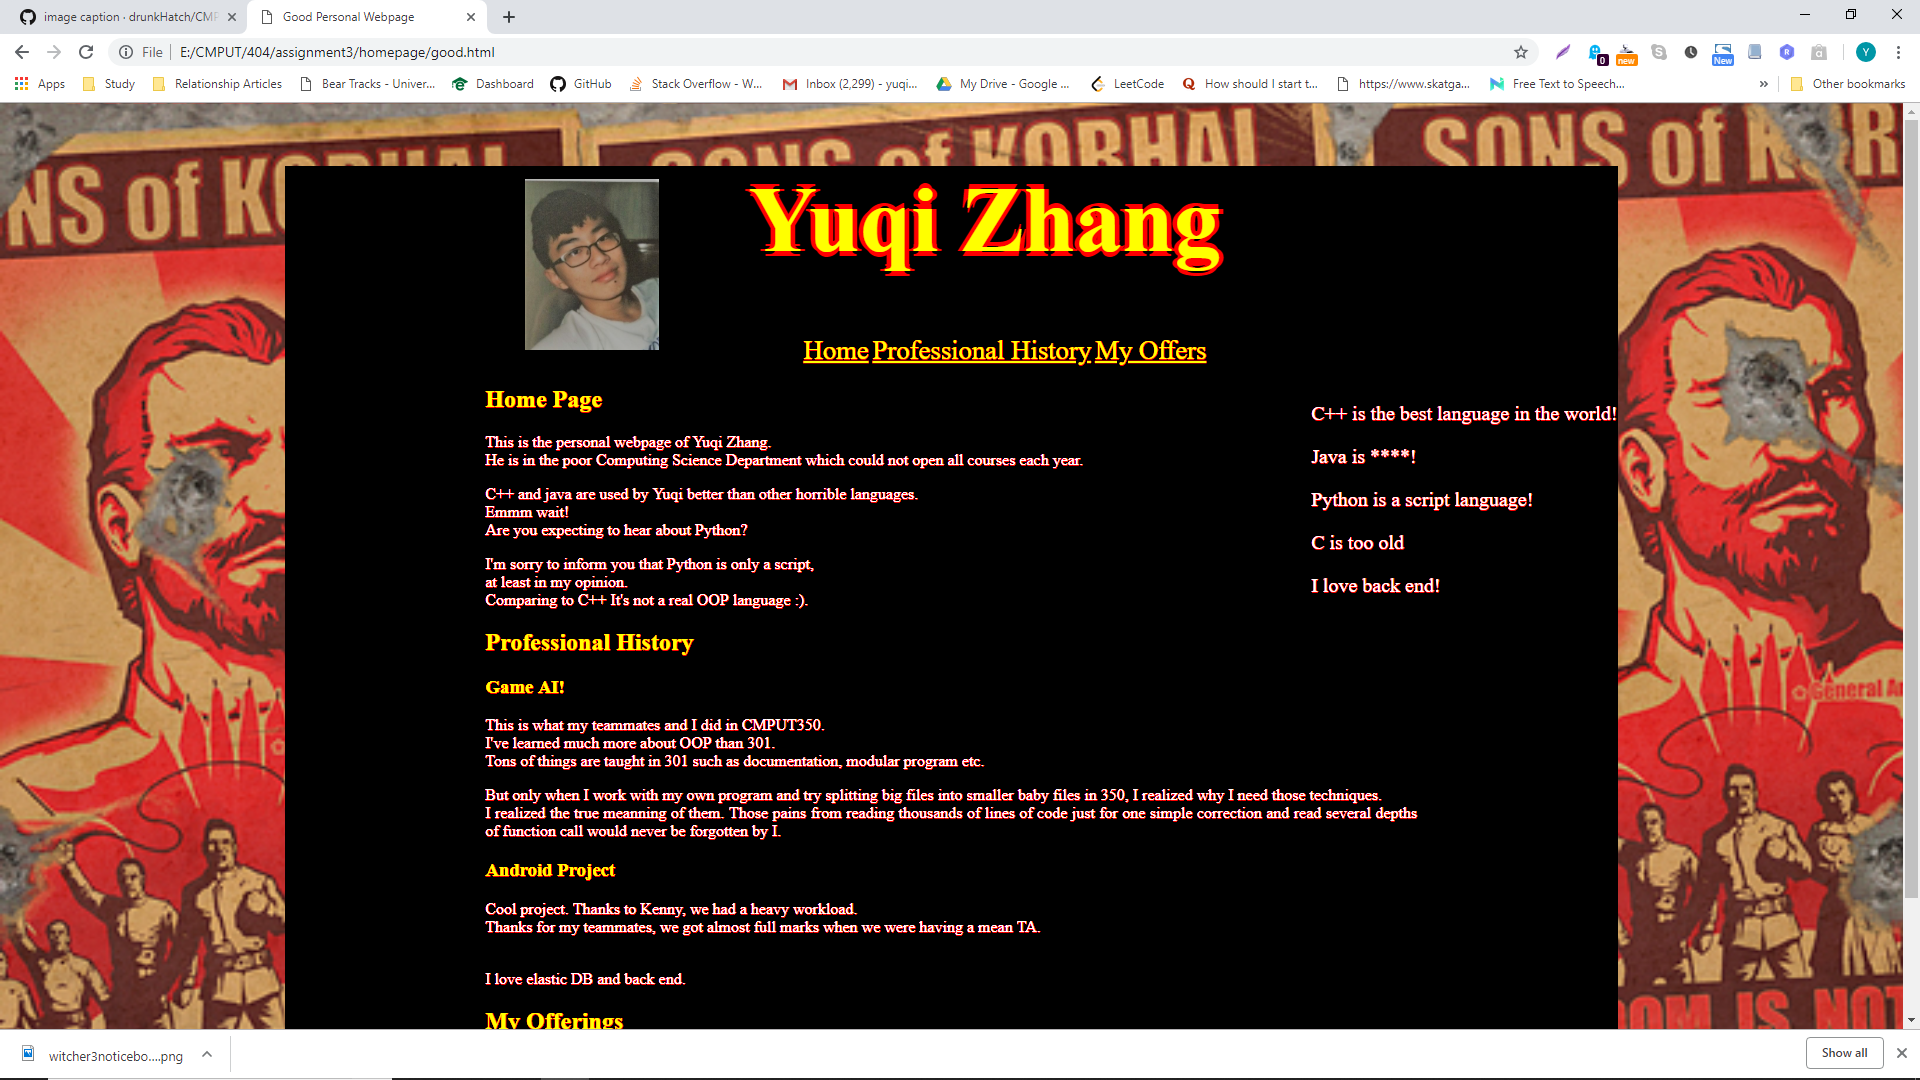 image caption · drunkHatch/CMF
Good Personal Webpage
File
E:/CMPUT/404/assignment3/homepage/good.html
0
new
New
R
Y
Apps
Study
Relationship Articles
Bear Tracks - Univer...
Dashboard
GitHub
Stack Overflow - W...
Inbox (2,299) - yuqi...
My Drive - Google ...
LeetCode
How should I start t...
https://www.skatga...
Free Text to Speech...
»
Other bookmarks
SONS of KORHAL
SONS of KORHAL
SONS of KOR
Yuqi Zhang
Home Professional History My Offers
Home Page
This is the personal webpage of Yuqi Zhang.
He is in the poor Computing Science Department which could not open all courses each year.
C++ and java are used by Yuqi better than other horrible languages.
Emmm wait!
Are you expecting to hear about Python?
I'm sorry to inform you that Python is only a script,
at least in my opinion.
Comparing to C++ It's not a real OOP language :).
C++ is the best language in the world!
Java is ****!
Python is a script language!
C is too old
I love back end!
Professional History
Game AI!
This is what my teammates and I did in CMPUT350.
I've learned much more about OOP than 301.
Tons of things are taught in 301 such as documentation, modular program etc.
But only when I work with my own program and try splitting big files into smaller baby files in 350, I realized why I need those techniques.
I realized the true meanning of them. Those pains from reading thousands of lines of code just for one simple correction and read several depths
of function call would never be forgotten by I.
Android Project
Cool project. Thanks to Kenny, we had a heavy workload.
Thanks for my teammates, we got almost full marks when we were having a mean TA.
I love elastic DB and back end.
My Offerings
General
OM IS NOT
witcher3noticebo....png
Show all